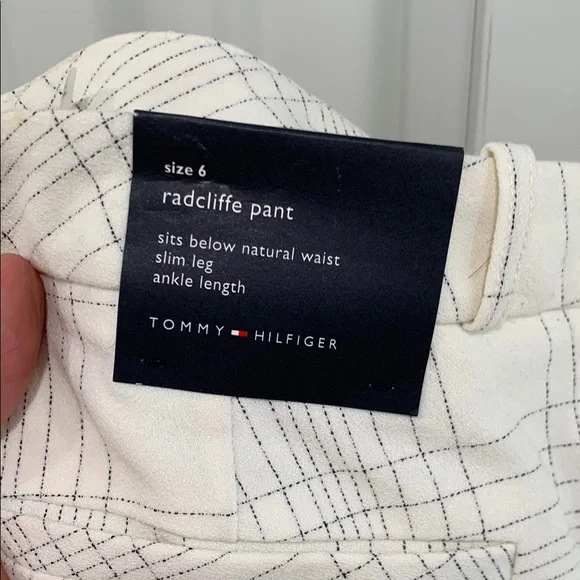 size 6
radcliffe pant
sits below natural waist
slim leg
ankle length
TOMMY HILFIGER